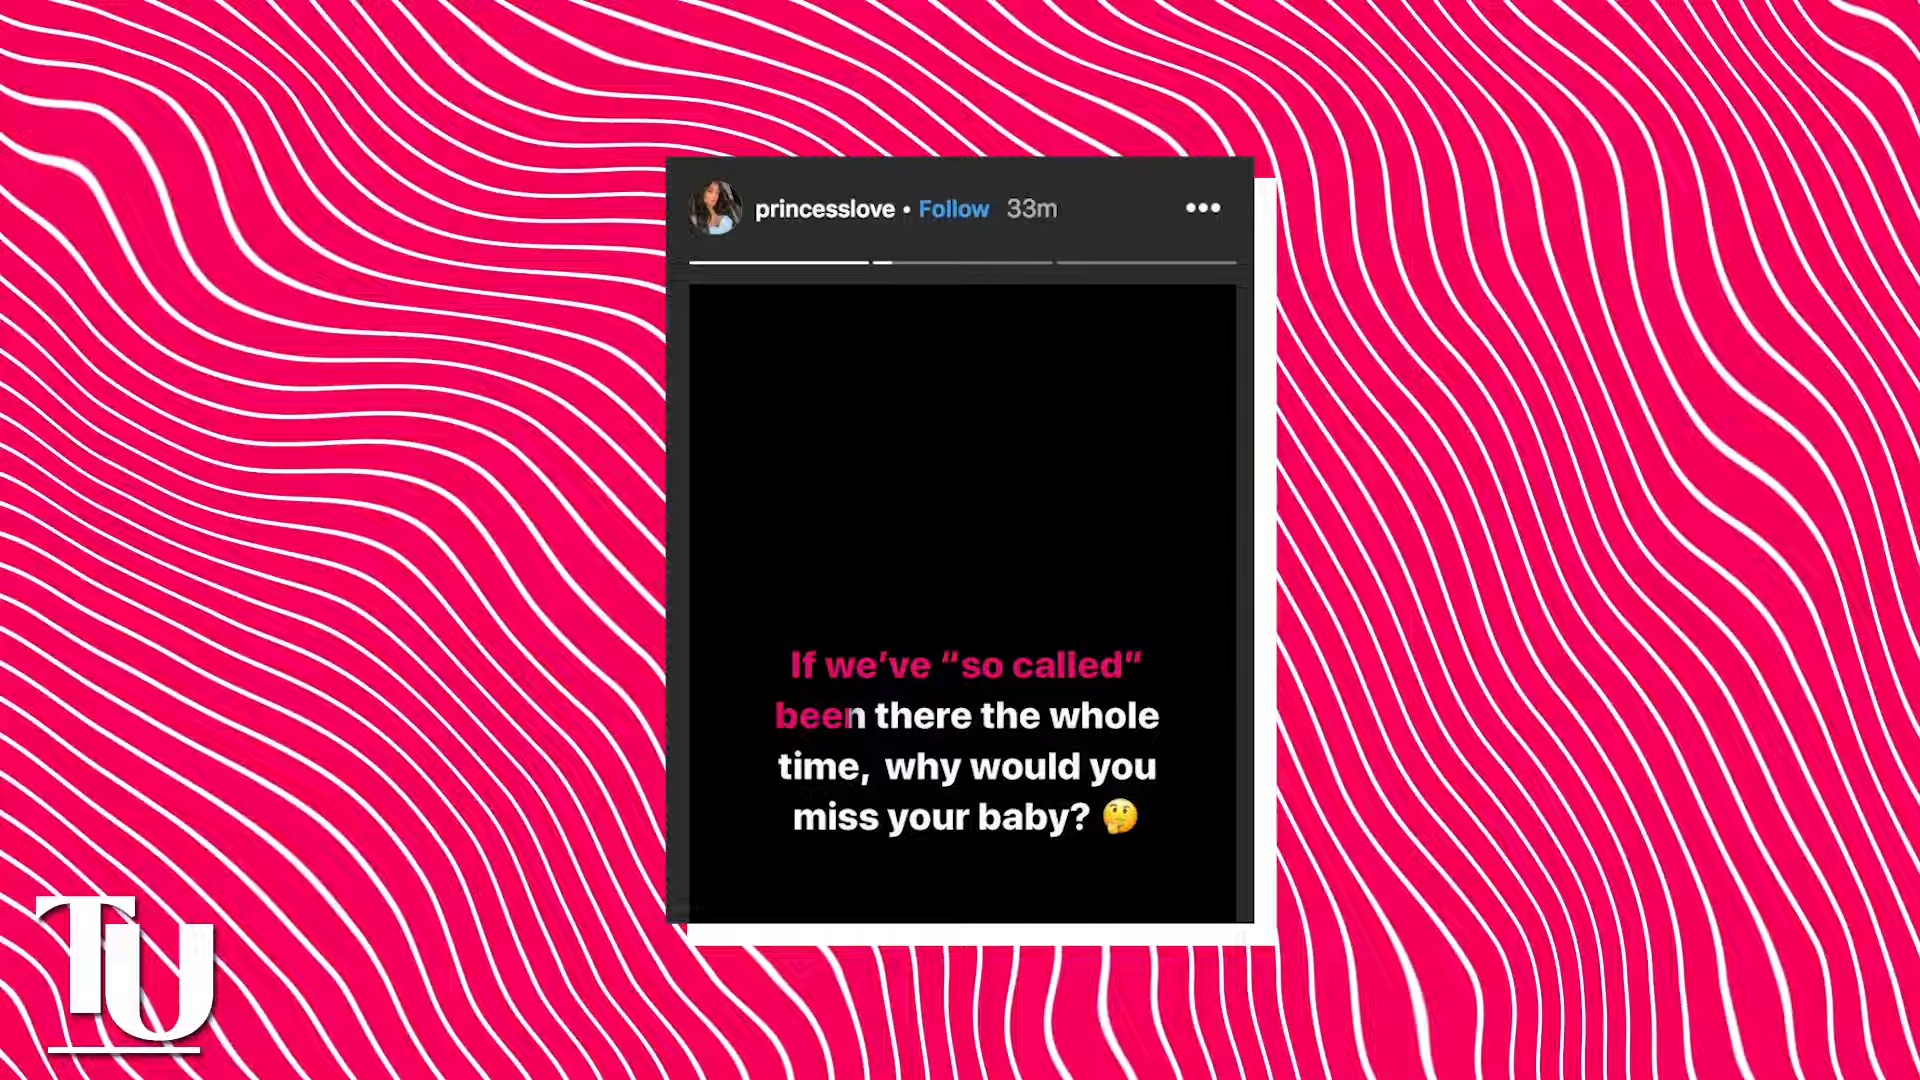 princesslove • Follow 33m
If we’ve “so called”
been there the whole
time, why would you
miss your baby? 🤔
TU